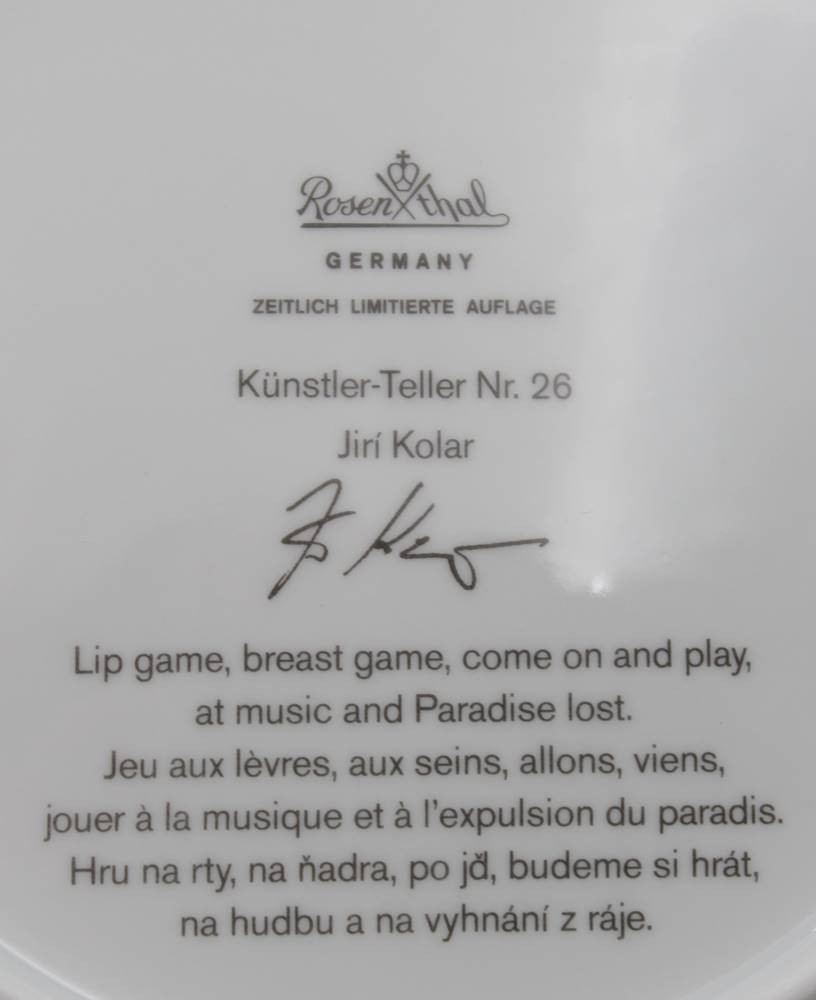 Rosenthal
GERMANY
ZEITLICH LIMITIERTE AUFLAGE
Künstler-Teller Nr. 26
Jirí Kolar
Lip game, breast game, come on and play,
at music and Paradise lost.
Jeu aux lèvres, aux seins, allons, viens,
jouer à la musique et à l'expulsion du paradis.
Hru na rty, na ňadra, po jd̆, budeme si hrát,
na hudbu a na vyhnání z ráje.